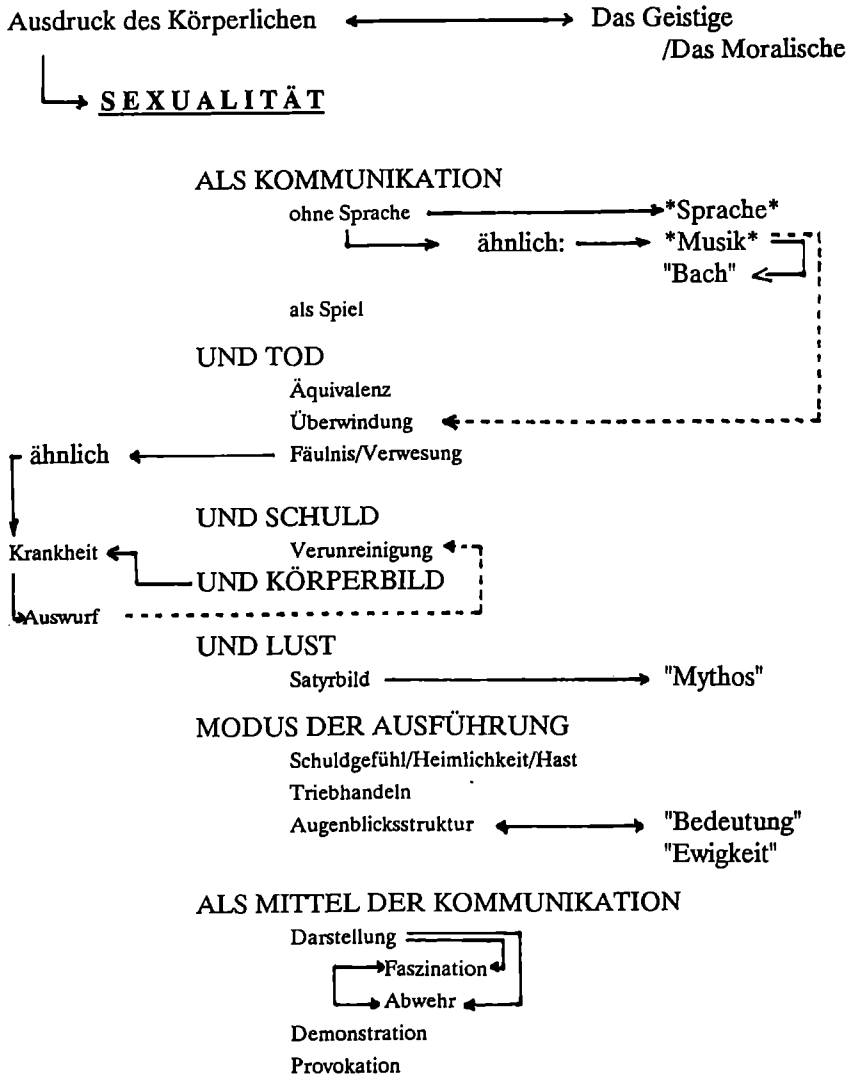 Ausdruck des Körperlichen Das Geistige
/Das Moralische
SEXUALITÄT
ALS KOMMUNIKATION
ohne Sprache *Sprache*
ähnlich: *Musik*
"Bach"
als Spiel
UND TOD
Äquivalenz
Überwindung
ähnlich Fäulnis/Verwesung
UND SCHULD
Krankheit Verunreinigung
UND KÖRPERBILD
Auswurf
UND LUST
Satyrbild "Mythos"
MODUS DER AUSFÜHRUNG
Schuldgefühl/Heimlichkeit/Hast
Triebhandeln
Augenblicksstruktur "Bedeutung"
"Ewigkeit"
ALS MITTEL DER KOMMUNIKATION
Darstellung
Faszination
Abwehr
Demonstration
Provokation